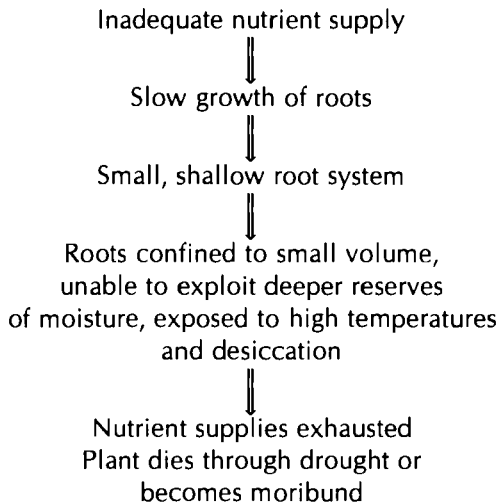 Inadequate nutrient supply
Slow growth of roots
Small, shallow root system
Roots confined to small volume,
unable to exploit deeper reserves
of moisture, exposed to high temperatures
and desiccation
Nutrient supplies exhausted
Plant dies through drought or
becomes moribund